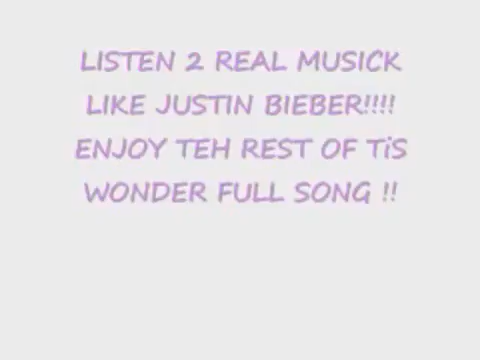 LISTEN 2 REAL MUSICK
LIKE JUSTIN BIEBER!!!!
ENJOY TEH REST OF TiS
WONDER FULL SONG !!